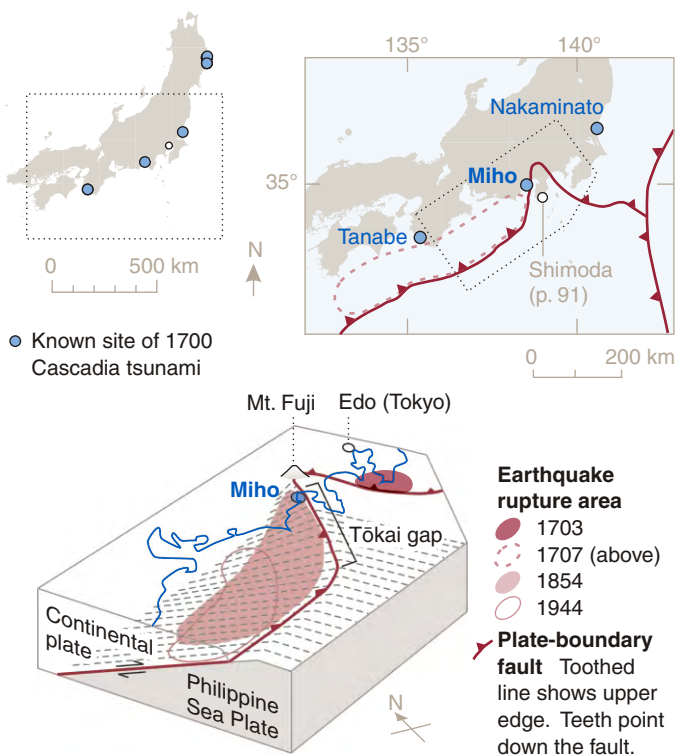 0 500 km
N
Known site of 1700
Cascadia tsunami
135° 140°
35°
Nakaminato
Miho
Tanabe
Shimoda
(p. 91)
0 200 km
Mt. Fuji Edo (Tokyo)
Miho
Tōkai gap
Continental
plate
Philippine
Sea Plate
N
Earthquake
rupture area
1703
1707 (above)
1854
1944
Plate-boundary
fault Toothed
line shows upper
edge. Teeth point
down the fault.